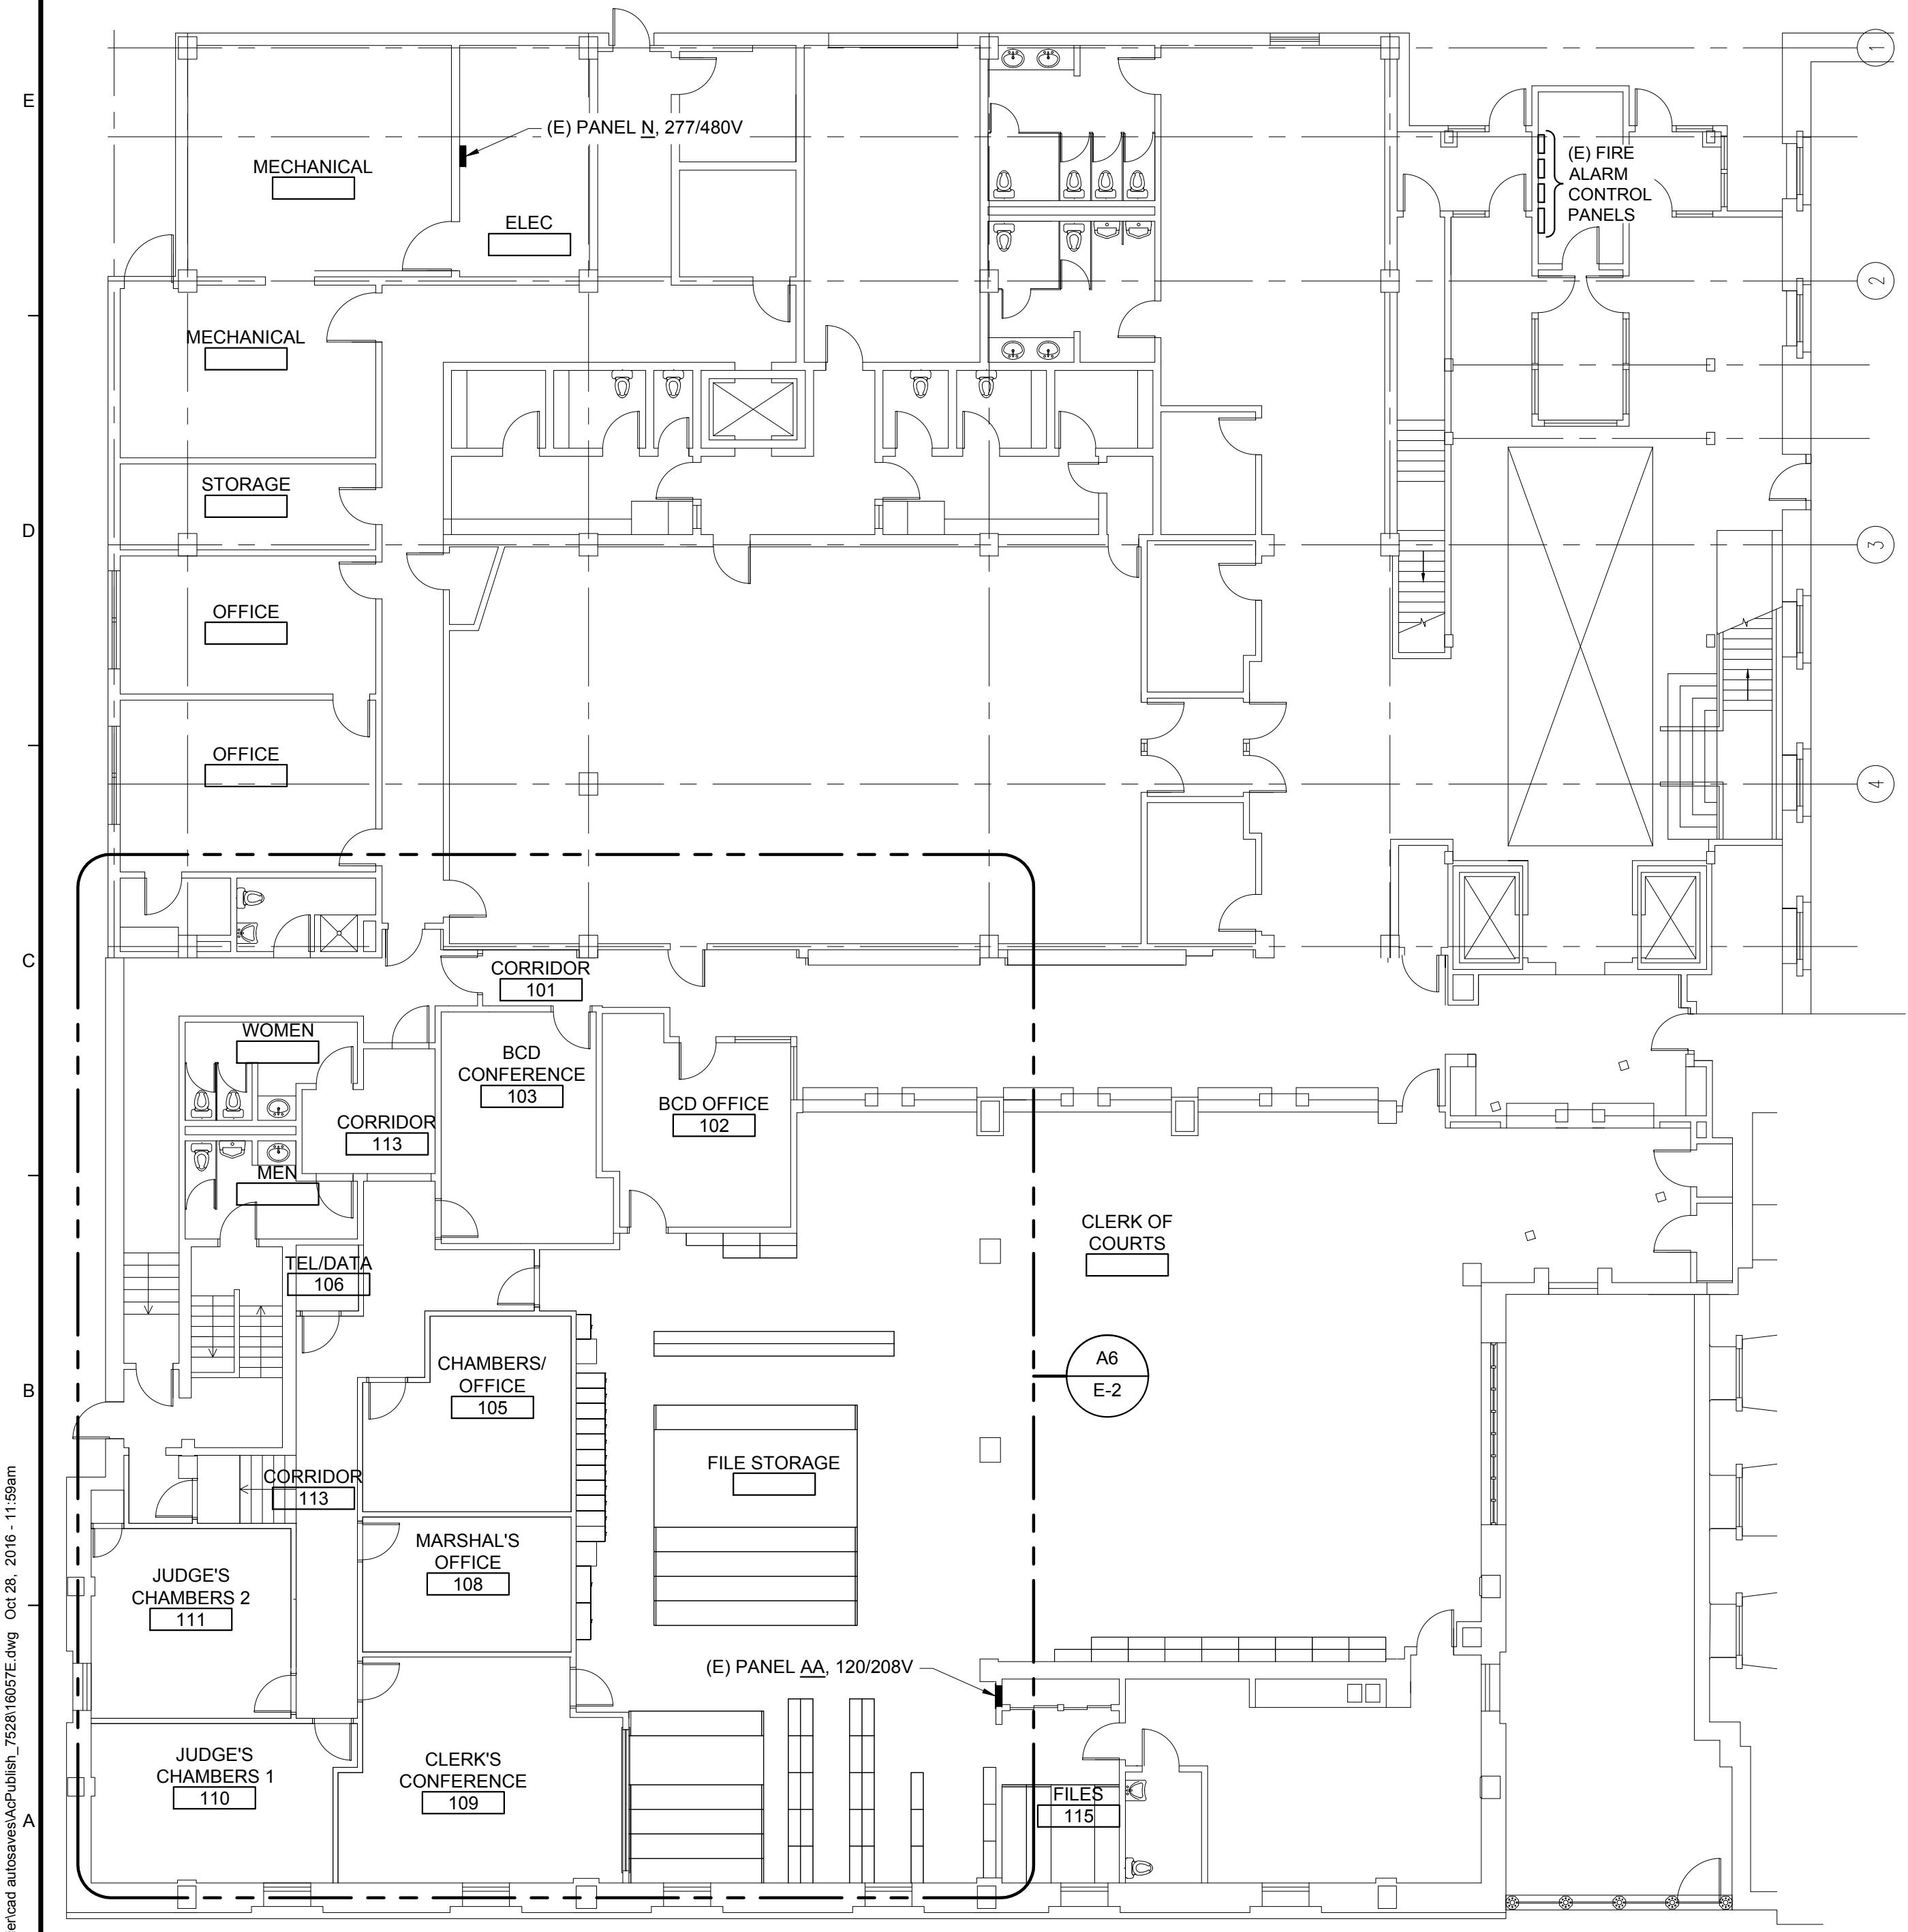 1
E
(E) PANEL N, 277/480V
MECHANICAL
(E) FIRE
ALARM
CONTROL
PANELS
ELEC
2
MECHANICAL
STORAGE
D
3
OFFICE
OFFICE
4
C
CORRIDOR
101
WOMEN
BCD
CONFERENCE
103
BCD OFFICE
102
CORRIDOR
113
MEN
CLERK OF
COURTS
TEL/DATA
106
A6
E-2
CHAMBERS/
OFFICE
105
B
FILE STORAGE
CORRIDOR
113
MARSHAL'S
OFFICE
108
JUDGE'S
CHAMBERS 2
111
(E) PANEL AA, 120/208V
JUDGE'S
CHAMBERS 1
110
CLERK'S
CONFERENCE
109
FILES
115
A
er\cad autosaves\AcPublish_7528\16057E.dwg Oct 28, 2016 - 11:59am